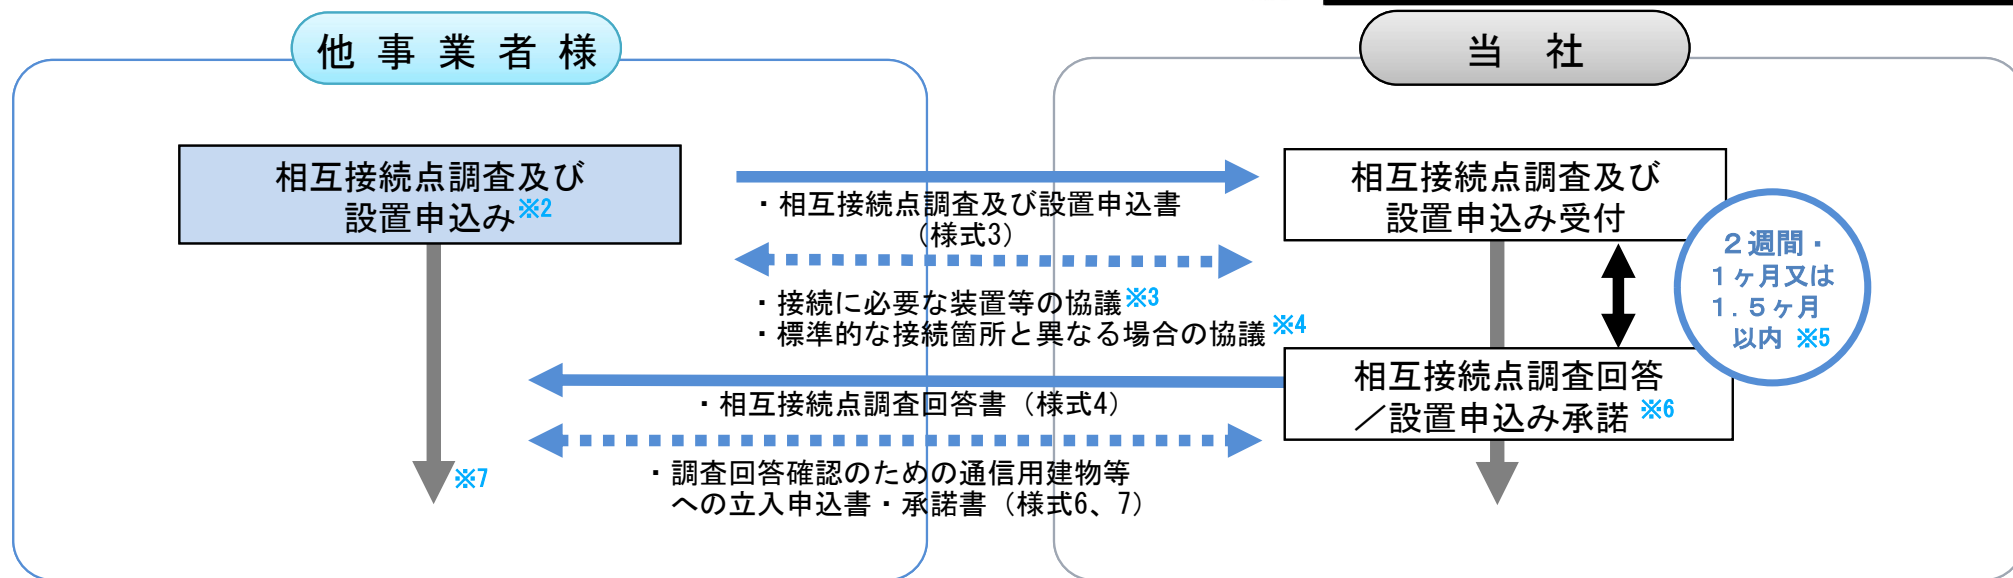 他事業者様
当社
相互接続点調査及び
設置申込み※2
・相互接続点調査及び設置申込書
(様式3)
・接続に必要な装置等の協議※3
・標準的な接続箇所と異なる場合の協議※4
相互接続点調査及び
設置申込み受付
2週間・
1ヶ月又は
1.5ヶ月
以内 ※5
・相互接続点調査回答書(様式4)
相互接続点調査回答
／設置申込み承諾※6
・調査回答確認のための通信用建物等
への立入申込書・承諾書(様式6、7)
※7